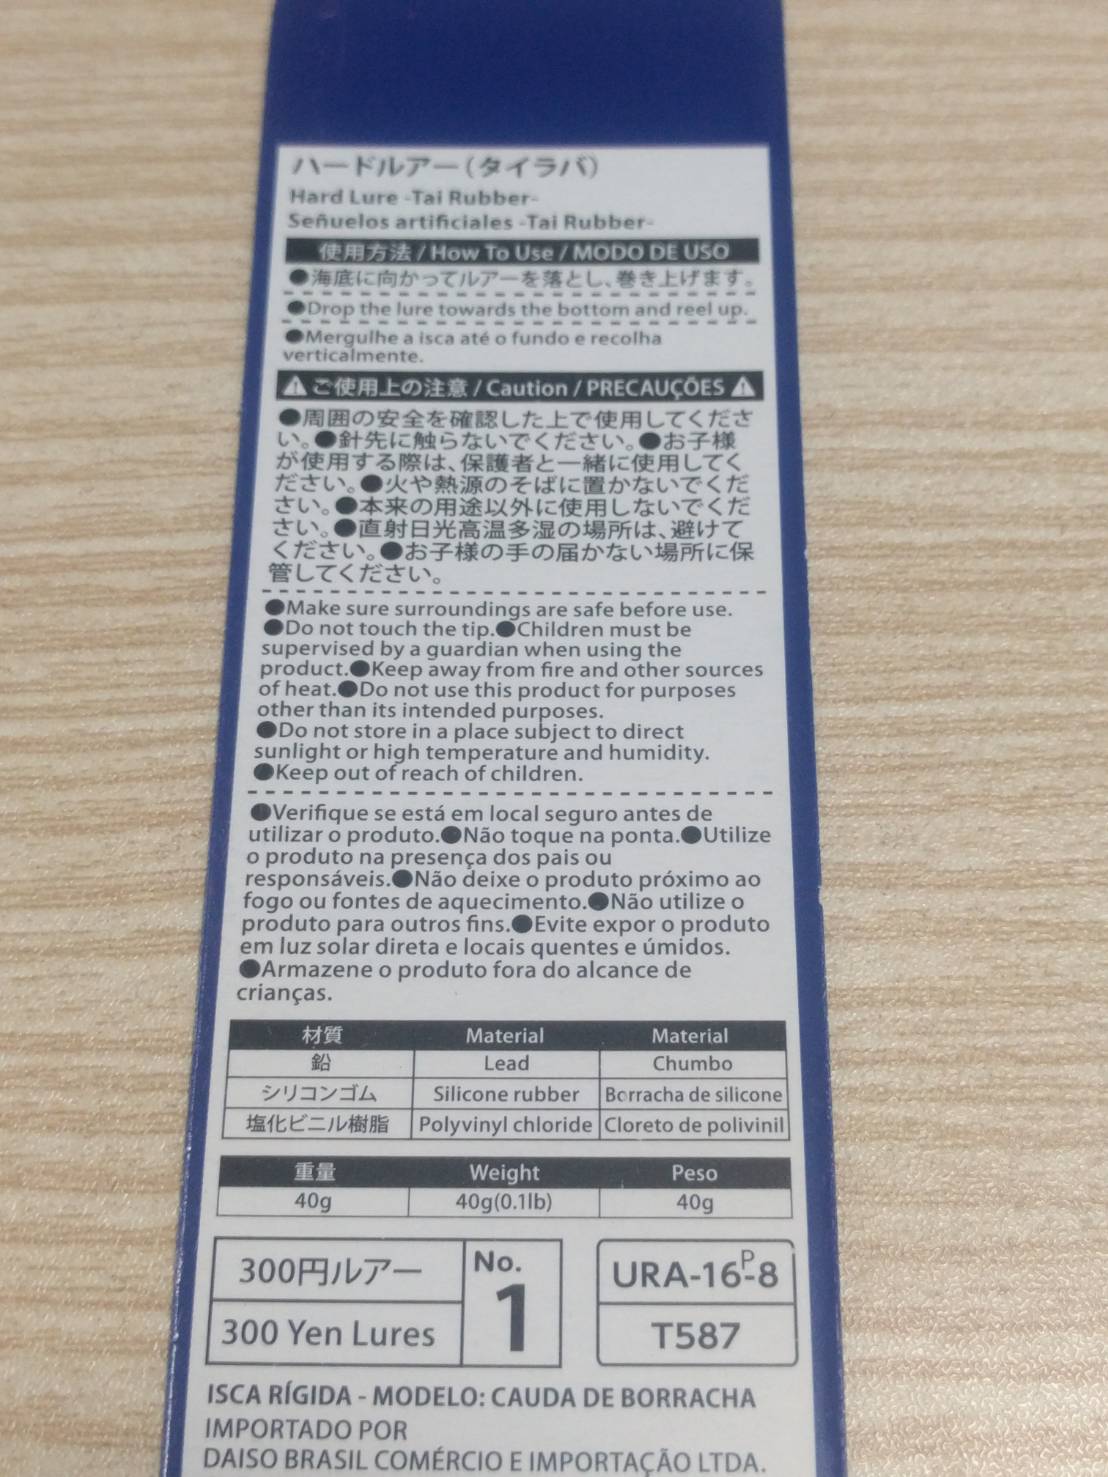 ハードルアー(タイラバ)
Hard Lure -Tai Rubber-
Señuelos artificiales -Tai Rubber-
使用方法 / How To Use / MODO DE USO
●海底に向かってルアーを落とし、巻き上げます。
●Drop the lure towards the bottom and reel up.
●Mergulhe a isca até o fundo e recolha
verticalmente.
⚠ ご使用上の注意 / Caution / PRECAUÇÕES ⚠
●周囲の安全を確認した上で使用してくださ
い。●針先に触らないでください。●お子様
が使用する際は、保護者と一緒に使用してく
ださい。●火や熱源のそばに置かないでくだ
さい。●本来の用途以外に使用しないでくだ
さい。●直射日光高温多湿の場所は、避けて
ください。●お子様の手の届かない場所に保
管してください。
●Make sure surroundings are safe before use.
●Do not touch the tip.●Children must be
supervised by a guardian when using the
product.●Keep away from fire and other sources
of heat.●Do not use this product for purposes
other than its intended purposes.
●Do not store in a place subject to direct
sunlight or high temperature and humidity.
●Keep out of reach of children.
●Verifique se está em local seguro antes de
utilizar o produto.●Não toque na ponta.●Utilize
o produto na presença dos pais ou
responsáveis.●Não deixe o produto próximo ao
fogo ou fontes de aquecimento.●Não utilize o
produto para outros fins.●Evite expor o produto
em luz solar direta e locais quentes e úmidos.
●Armazene o produto fora do alcance de
crianças.
材質 Material Material
鉛 Lead Chumbo
シリコンゴム Silicone rubber Borracha de silicone
塩化ビニル樹脂 Polyvinyl chloride Cloreto de polivinil
重量 Weight Peso
40g 40g(0.1lb) 40g
300円ルアー
300 Yen Lures
No.
1
URA-16-P-8
T587
ISCA RÍGIDA - MODELO: CAUDA DE BORRACHA
IMPORTADO POR
DAISO BRASIL COMÉRCIO E IMPORTAÇÃO LTDA.